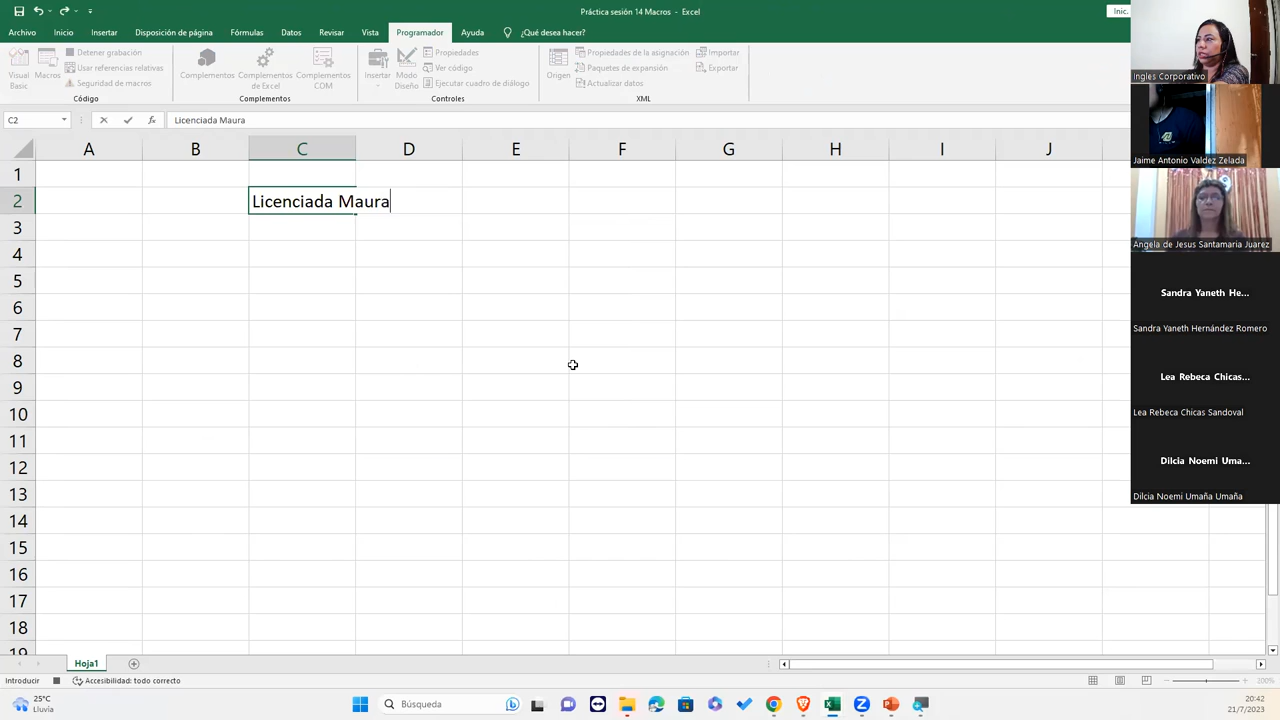 Práctica sesión 14 Macros - Excel
Inic.
Archivo Inicio Insertar Disposición de página Fórmulas Datos Revisar Vista Programador Ayuda ¿Qué desea hacer?
Visual Basic
Macros
Detener grabación
Usar referencias relativas
Seguridad de macros
Código
Complementos
Complementos de Excel
Complementos COM
Complementos
Insertar
Modo Diseño
Propiedades
Ver código
Ejecutar cuadro de diálogo
Controles
Origen
Propiedades de la asignación
Paquetes de expansión
Actualizar datos
Importar
Exportar
XML
C2
fx
Licenciada Maura
A B C D E F G H I J
1
2 Licenciada Maura
3
4
5
6
7
8
9
10
11
12
13
14
15
16
17
18
19
Hoja1
Introducir
Accesibilidad: todo correcto
200%
25°C
Lluvia
Búsqueda
20:42
21/7/2023
Ingles Corporativo
Jaime Antonio Valdez Zelada
Angela de Jesus Santamaria Juarez
Sandra Yaneth He...
Sandra Yaneth Hernández Romero
Lea Rebeca Chicas...
Lea Rebeca Chicas Sandoval
Dilcia Noemi Uma...
Dilcia Noemi Umaña Umaña